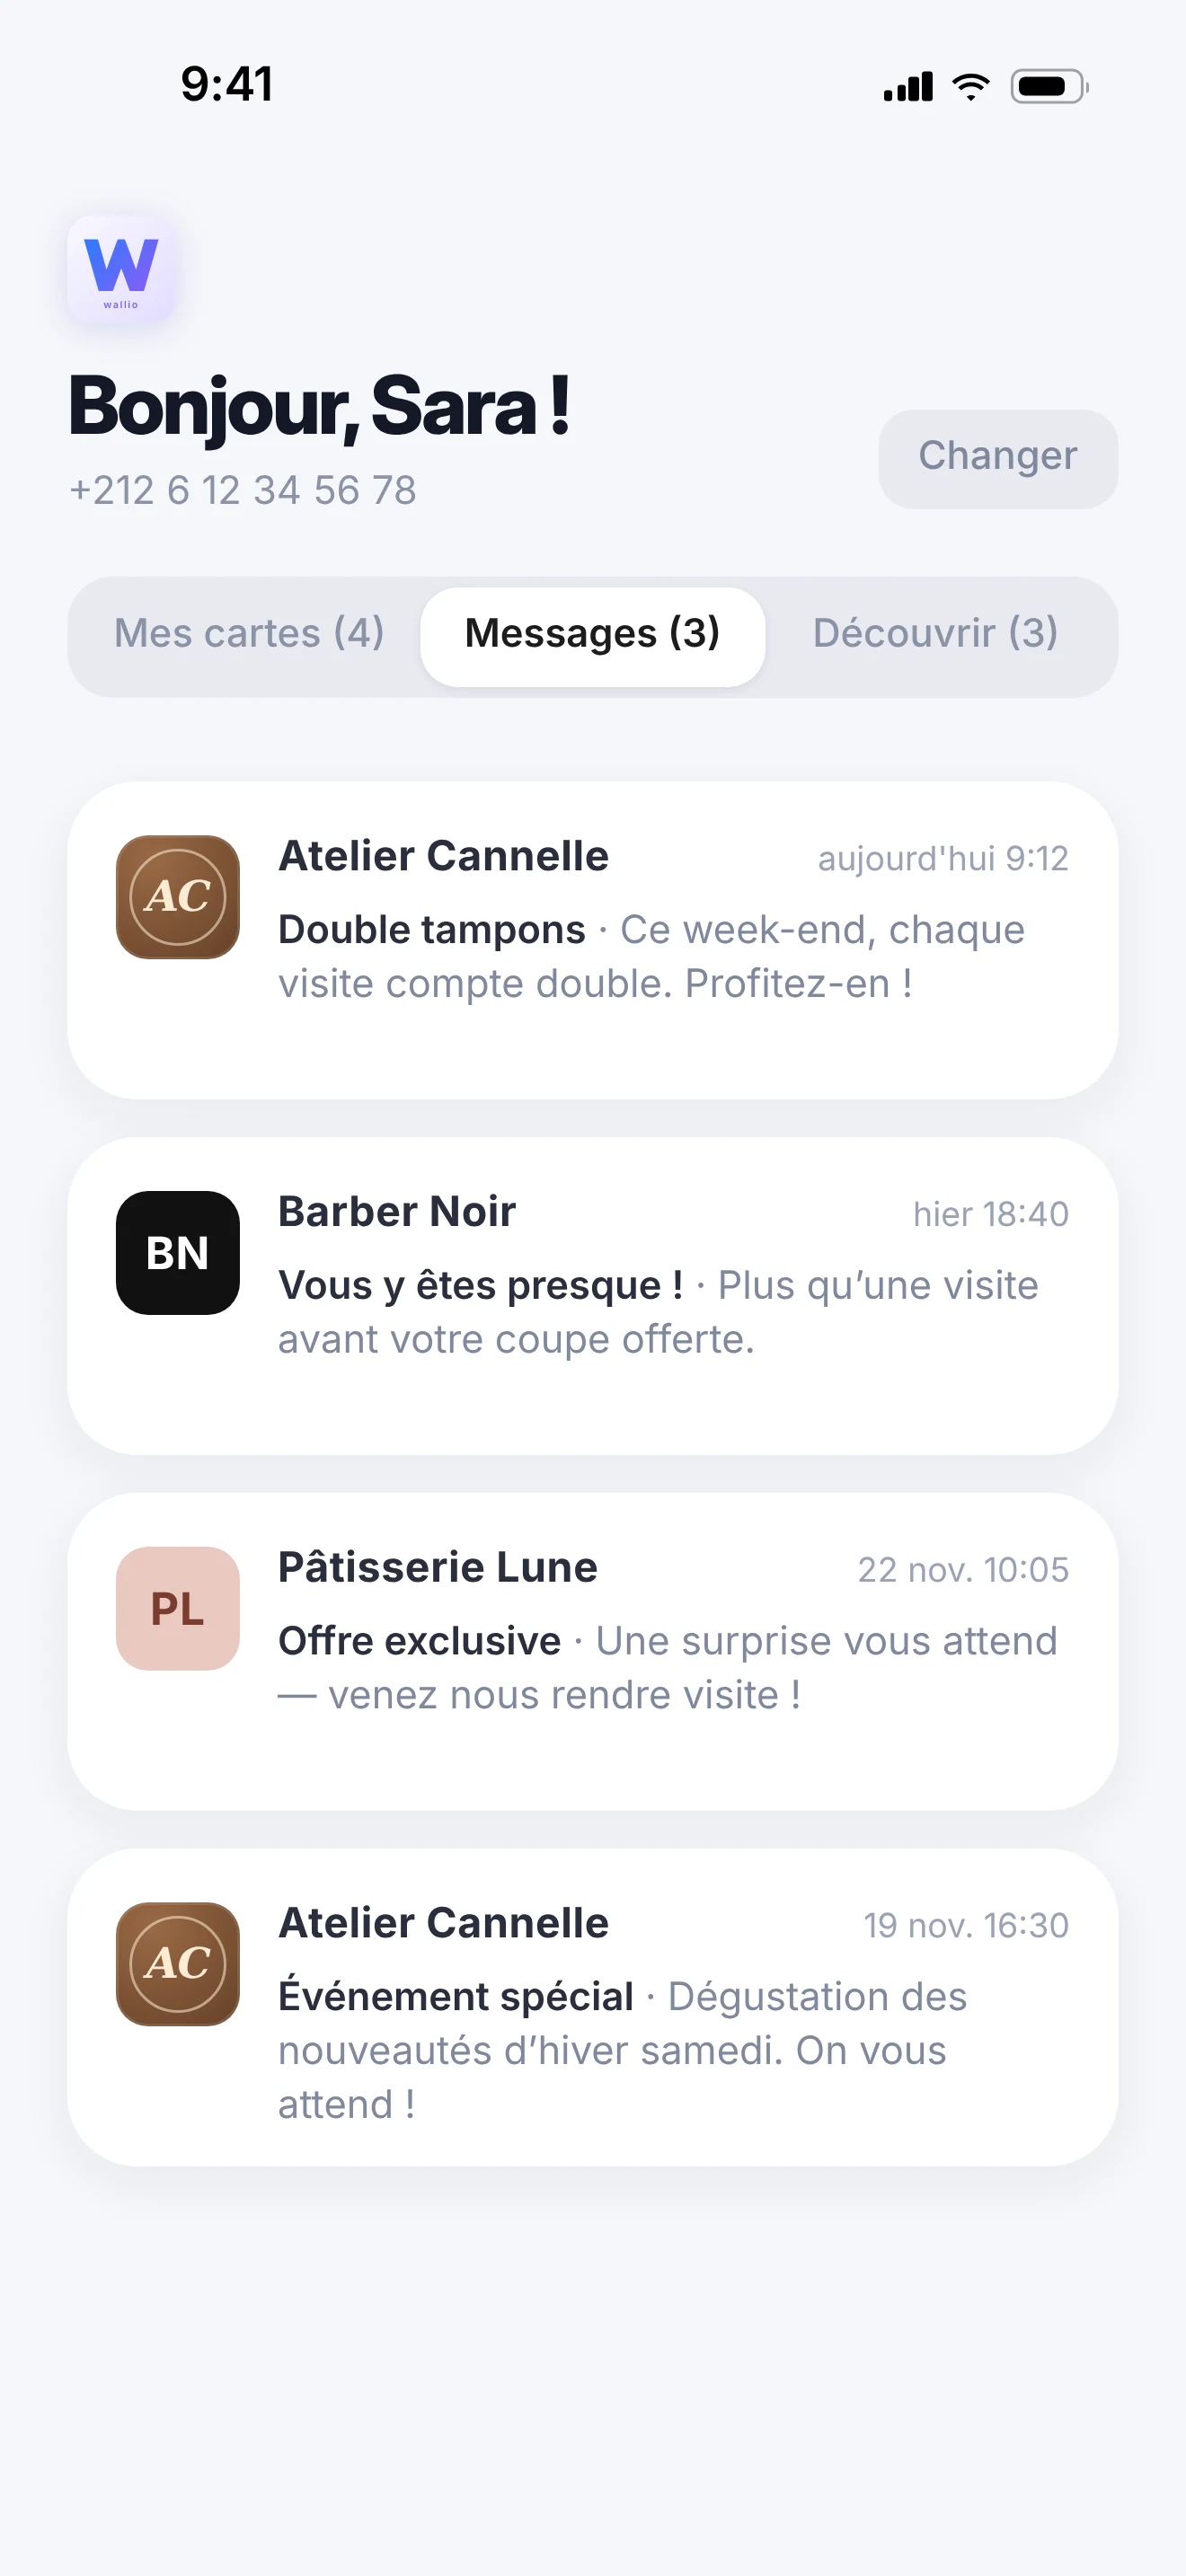 9:41
W
wallio
Bonjour, Sara !
+212 6 12 34 56 78
Changer
Mes cartes (4)
Messages (3)
Découvrir (3)
AC
Atelier Cannelle
aujourd'hui 9:12
Double tampons · Ce week-end, chaque
visite compte double. Profitez-en !
BN
Barber Noir
hier 18:40
Vous y êtes presque ! · Plus qu’une visite
avant votre coupe offerte.
PL
Pâtisserie Lune
22 nov. 10:05
Offre exclusive · Une surprise vous attend
— venez nous rendre visite !
AC
Atelier Cannelle
19 nov. 16:30
Événement spécial · Dégustation des
nouveautés d’hiver samedi. On vous
attend !